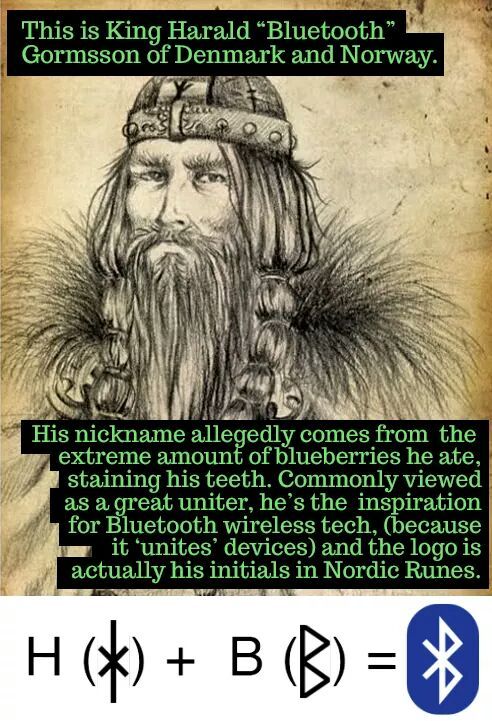 This is King Harald “Bluetooth”
Gormsson of Denmark and Norway.
His nickname allegedly comes from the
extreme amount of blueberries he ate,
staining his teeth. Commonly viewed
as a great uniter, he’s the inspiration
for Bluetooth wireless tech, (because
it ‘unites’ devices) and the logo is
actually his initials in Nordic Runes.
H (ᚼ) + B (ᛒ) =